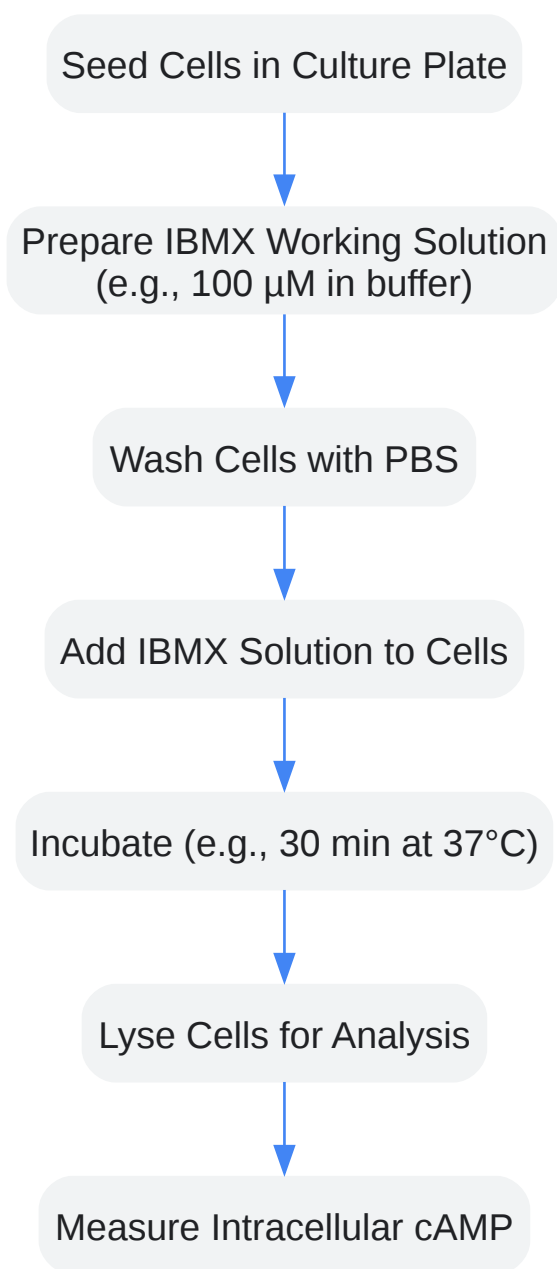 Seed Cells in Culture Plate
Prepare IBMX Working Solution
(e.g., 100 µM in buffer)
Wash Cells with PBS
Add IBMX Solution to Cells
Incubate (e.g., 30 min at 37°C)
Lyse Cells for Analysis
Measure Intracellular cAMP